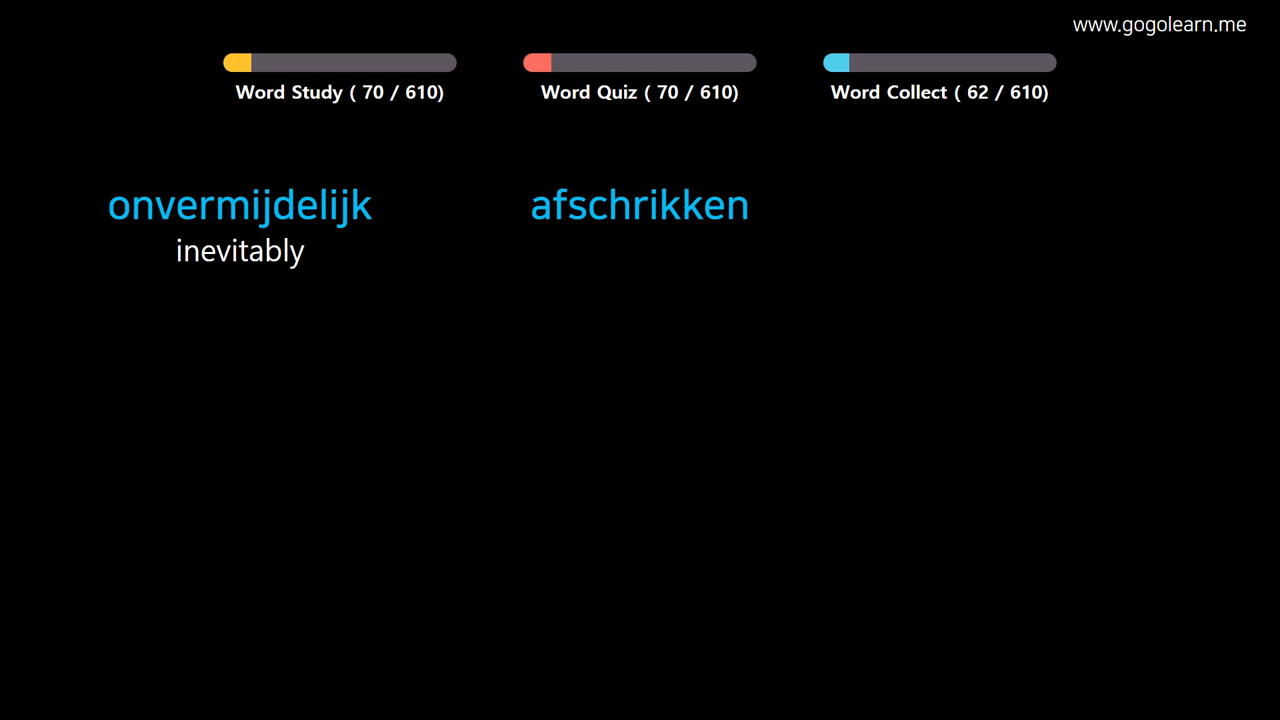 www.gogolearn.me
Word Study ( 70 / 610)
Word Quiz ( 70 / 610)
Word Collect ( 62 / 610)
onvermijdelijk
inevitably
afschrikken